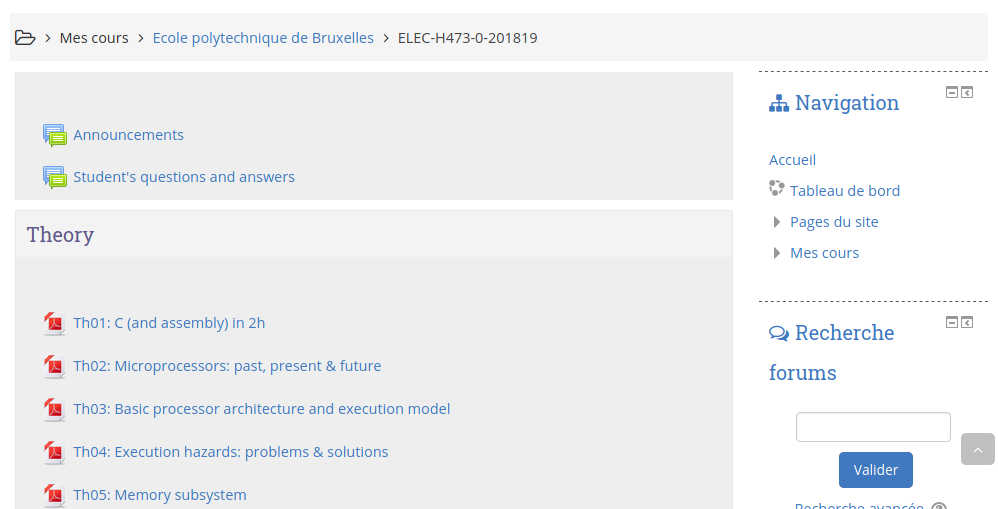 Mes cours > Ecole polytechnique de Bruxelles > ELEC-H473-0-201819
Announcements
Student's questions and answers
Theory
Th01: C (and assembly) in 2h
Th02: Microprocessors: past, present & future
Th03: Basic processor architecture and execution model
Th04: Execution hazards: problems & solutions
Th05: Memory subsystem
Navigation
Accueil
Tableau de bord
Pages du site
Mes cours
Recherche
forums
Valider
Recherche avancée